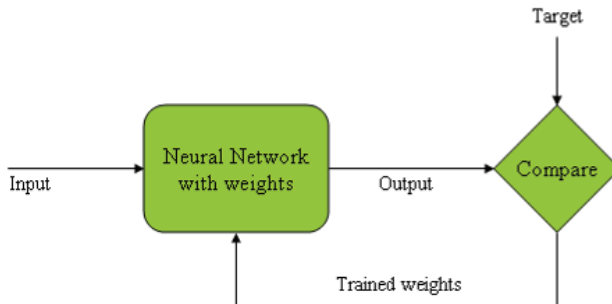 Target
Neural Network
with weights
Compare
Input
Output
Trained weights